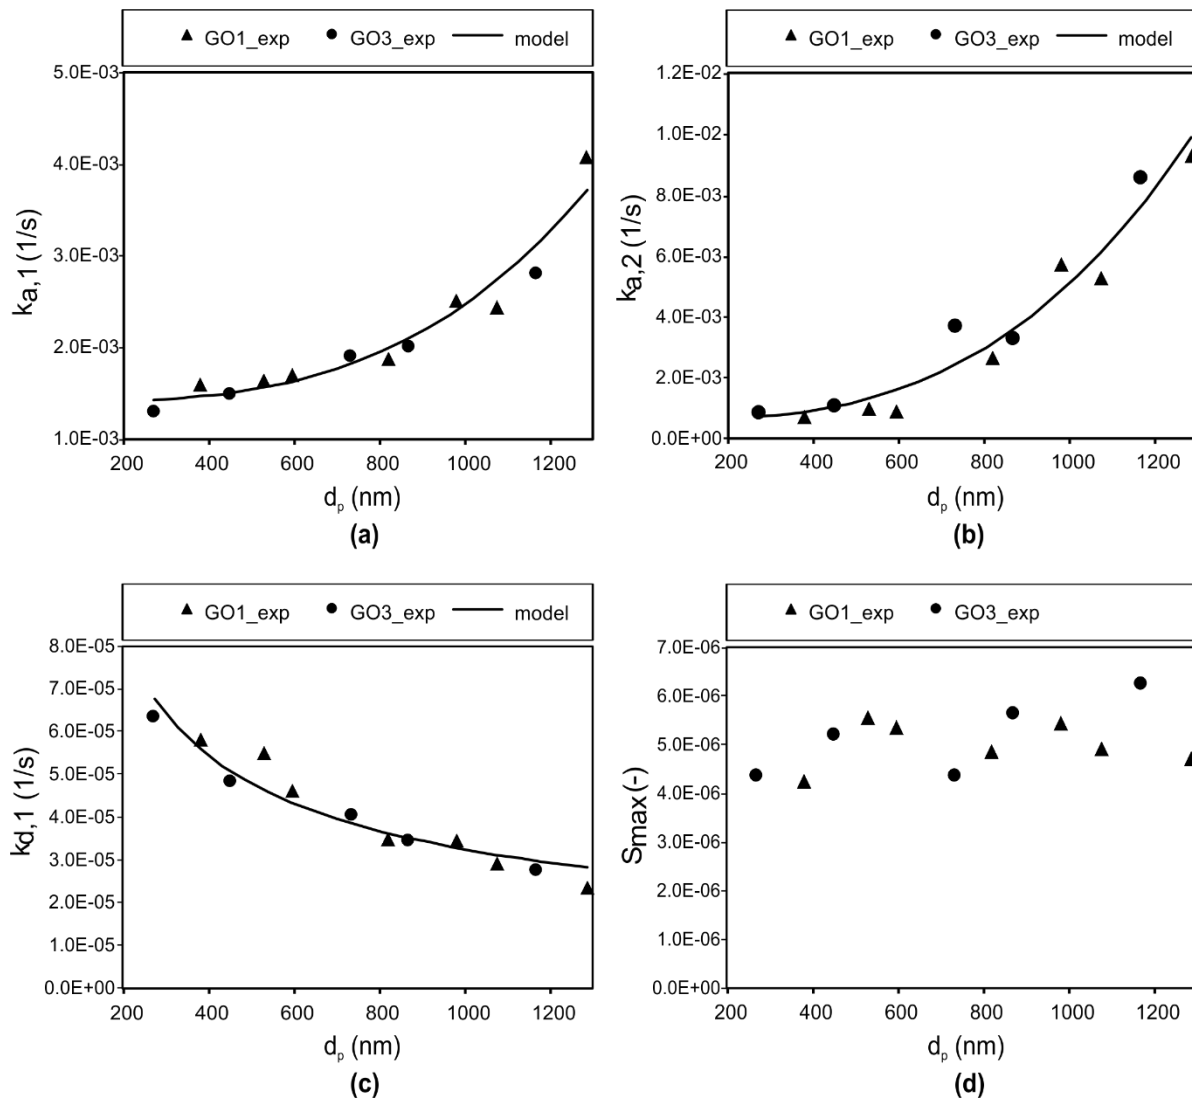 GO1_exp GO3_exp model
5.0E-03
4.0E-03
3.0E-03
2.0E-03
1.0E-03
ka,1 (1/s)
200 400 600 800 1000 1200
dp (nm)
(a)
GO1_exp GO3_exp model
1.2E-02
1.0E-02
8.0E-03
6.0E-03
4.0E-03
2.0E-03
0.0E+00
ka,2 (1/s)
200 400 600 800 1000 1200
dp (nm)
(b)
GO1_exp GO3_exp model
8.0E-05
7.0E-05
6.0E-05
5.0E-05
4.0E-05
3.0E-05
2.0E-05
1.0E-05
0.0E+00
kd,1 (1/s)
200 400 600 800 1000 1200
dp (nm)
(c)
GO1_exp GO3_exp
7.0E-06
6.0E-06
5.0E-06
4.0E-06
3.0E-06
2.0E-06
1.0E-06
0.0E+00
Smax(-)
200 400 600 800 1000 1200
dp (nm)
(d)